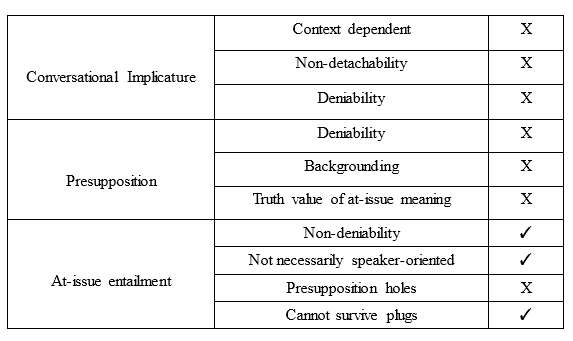 Context dependent X
Conversational Implicature Non-detachability X
Deniability X
Deniability X
Presupposition Backgrounding X
Truth value of at-issue meaning X
Non-deniability ✓
At-issue entailment Not necessarily speaker-oriented ✓
Presupposition holes X
Cannot survive plugs ✓